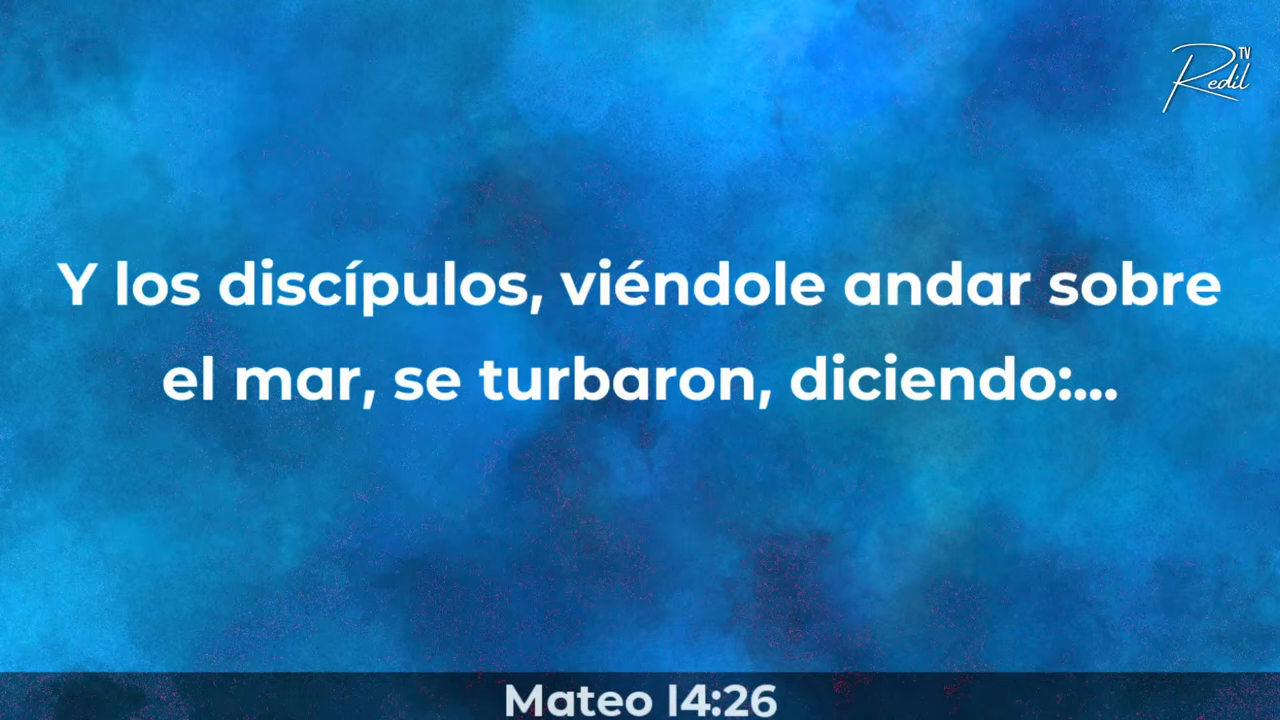 TV
Redil
Y los discípulos, viéndole andar sobre
el mar, se turbaron, diciendo:...
Mateo 14:26